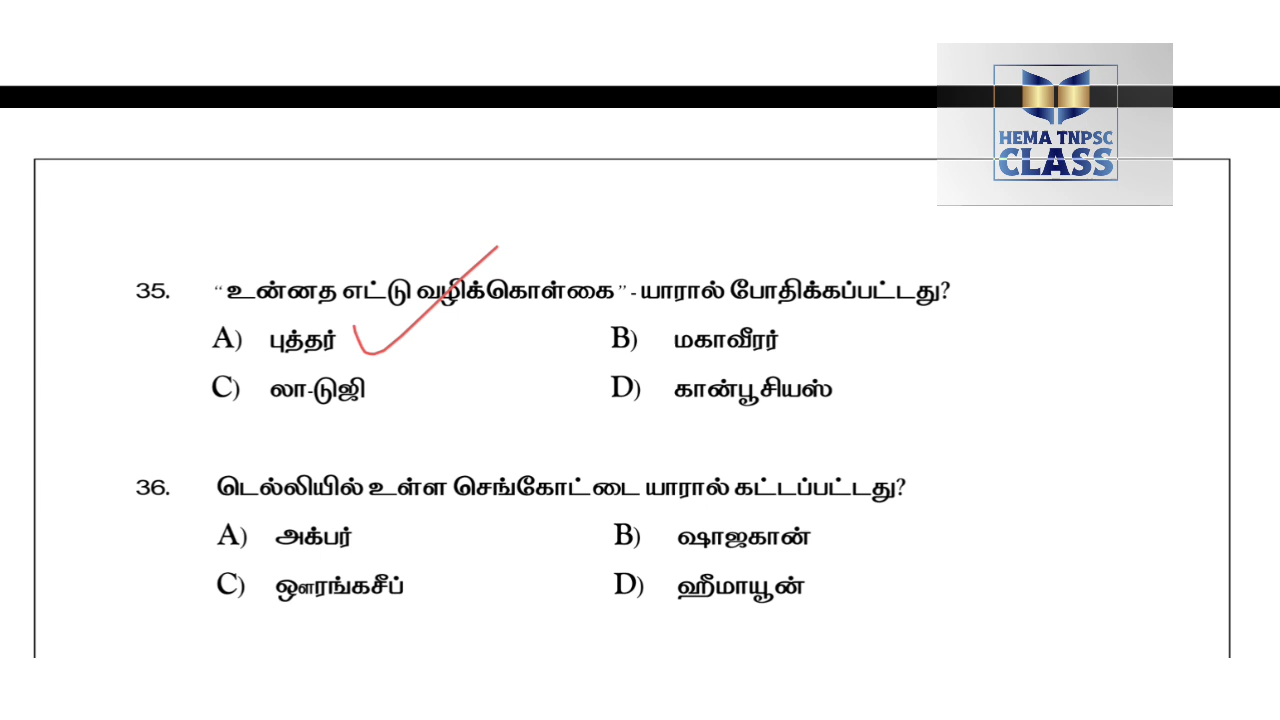 HEMA TNPSC
CLASS
35. “உன்னத எட்டு வழிக்கொள்கை” - யாரால் போதிக்கப்பட்டது?
A) புத்தர் B) மகாவீரர்
C) லா-டுஜி D) கான்பூசியஸ்
36. டெல்லியில் உள்ள செங்கோட்டை யாரால் கட்டப்பட்டது?
A) அக்பர் B) ஷாஜகான்
C) ஔரங்கசீப் D) ஹீமாயூன்